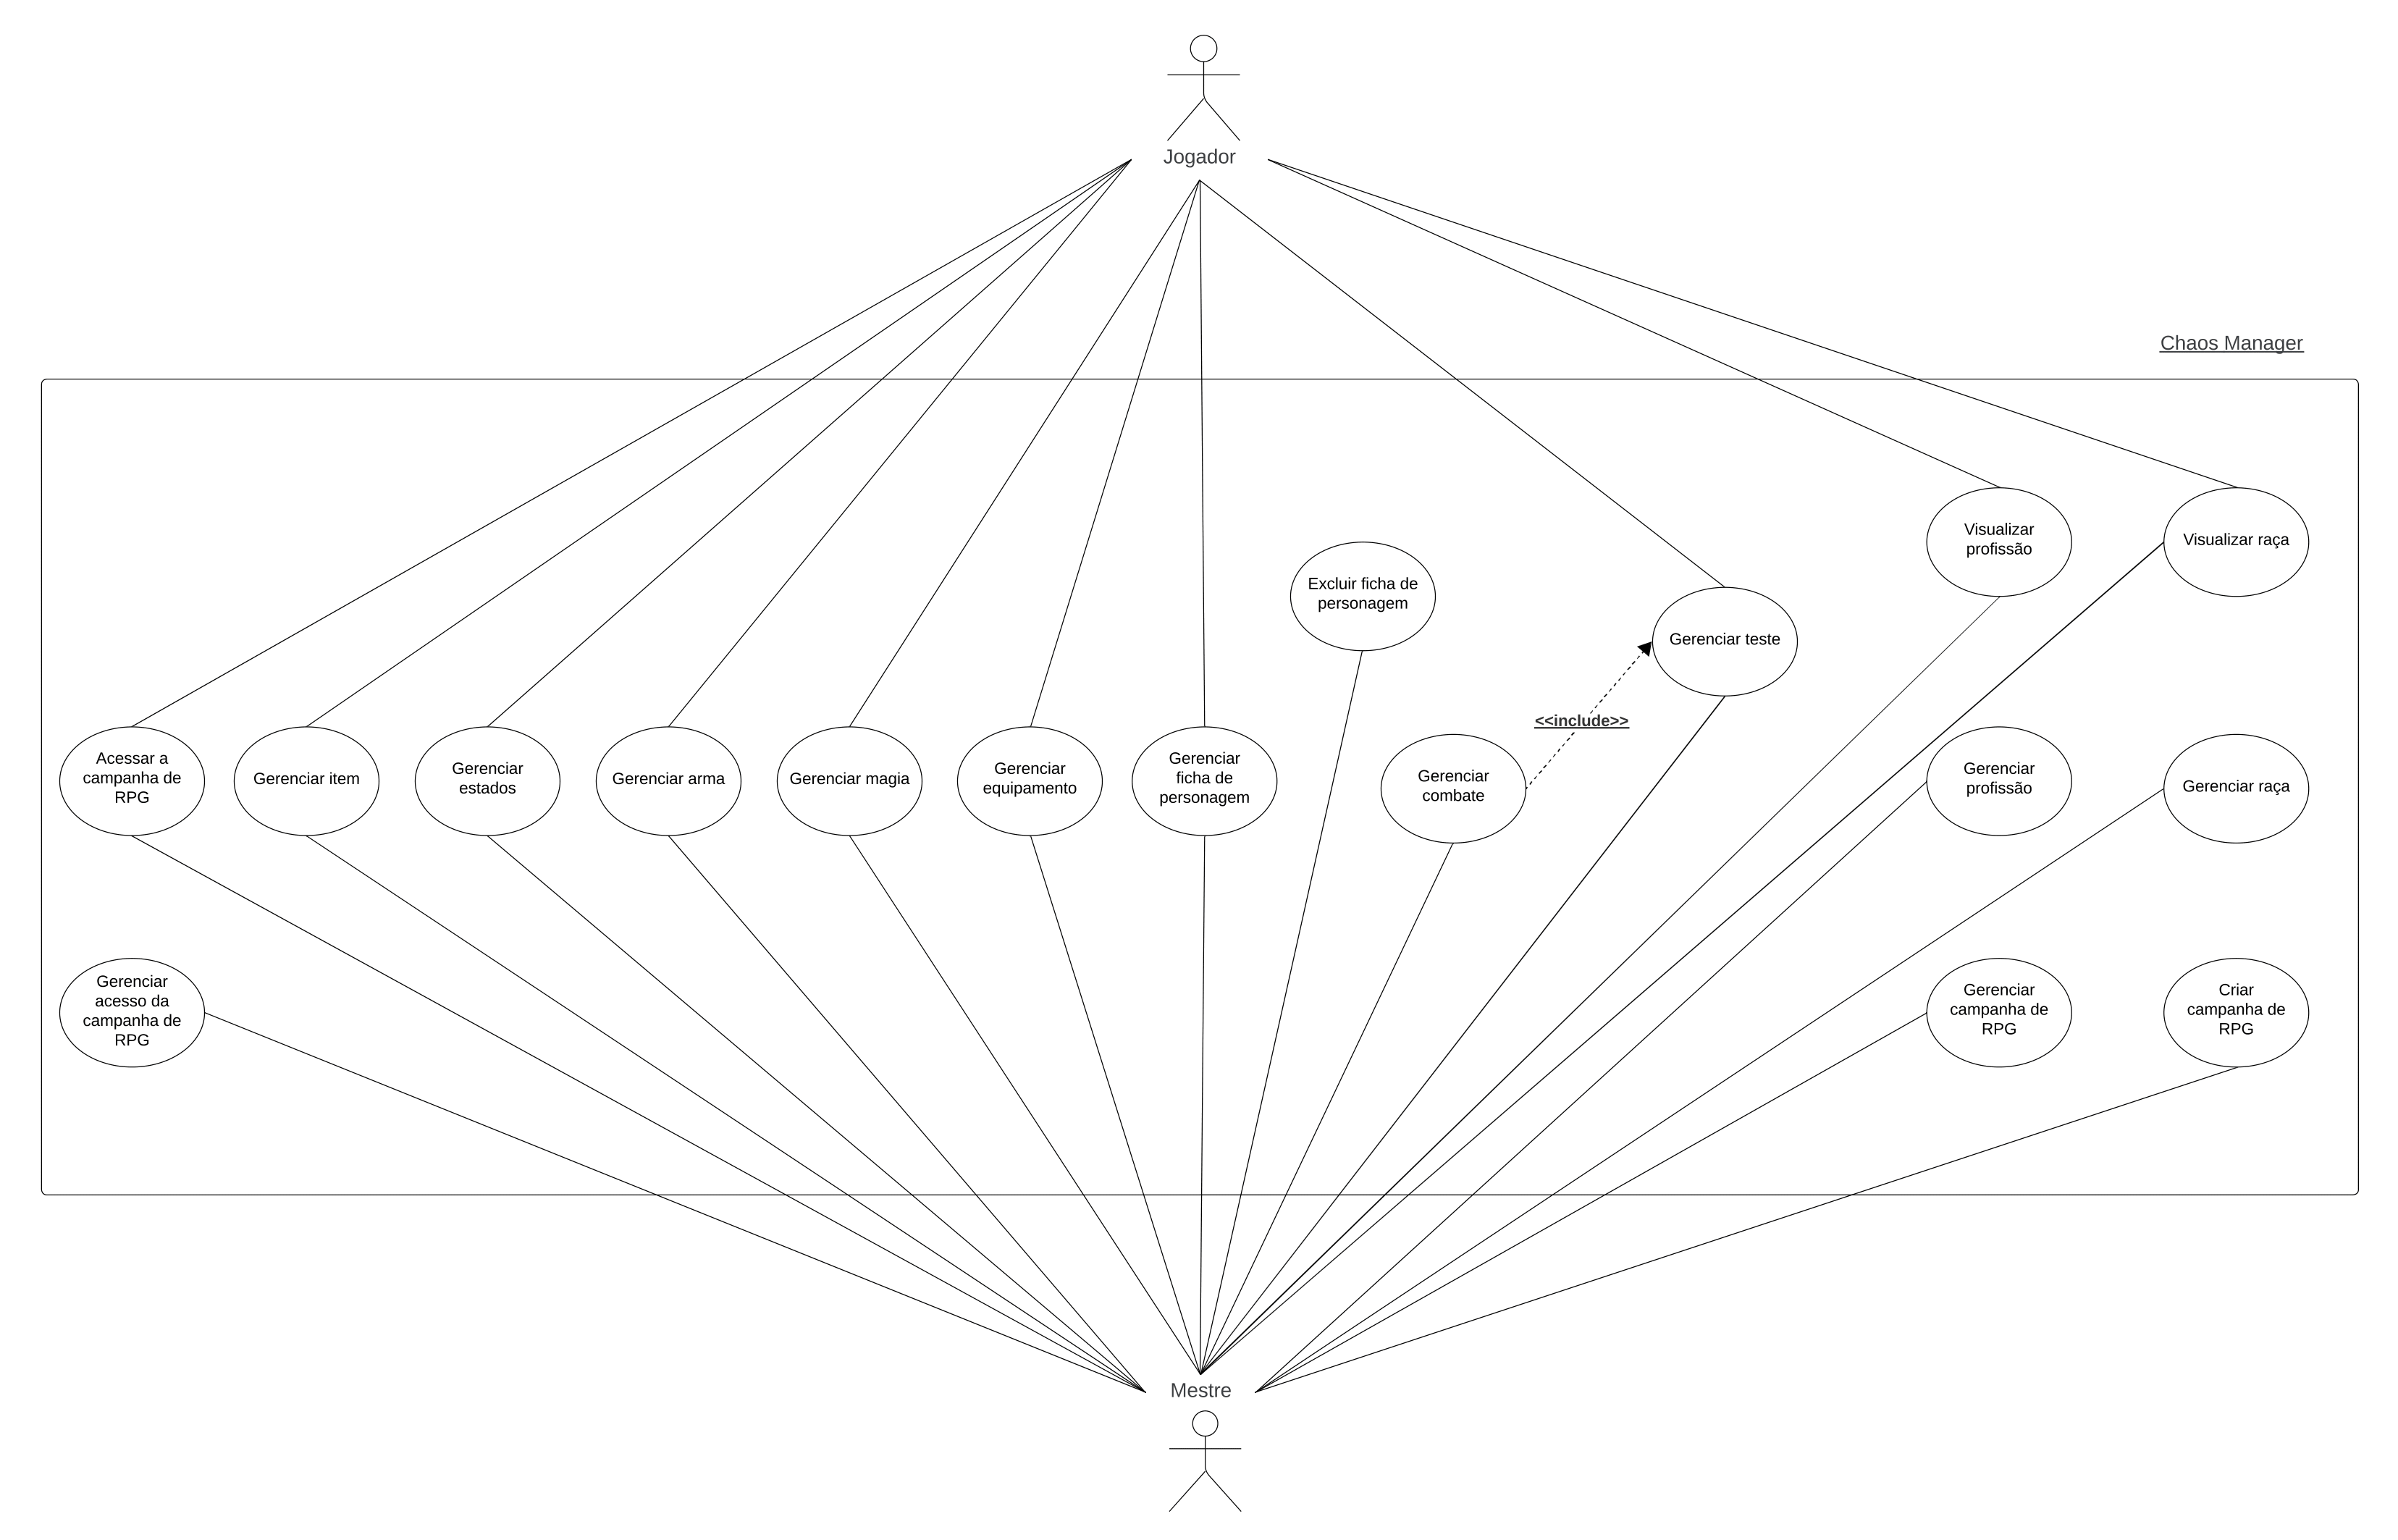 Jogador
Chaos Manager
Visualizar
profissão
Visualizar raça
Excluir ficha de
personagem
Gerenciar teste
<<include>>
Acessar a
campanha de
RPG
Gerenciar item
Gerenciar
estados
Gerenciar arma
Gerenciar magia
Gerenciar
equipamento
Gerenciar
ficha de
personagem
Gerenciar
combate
Gerenciar
profissão
Gerenciar raça
Gerenciar
acesso da
campanha de
RPG
Gerenciar
campanha de
RPG
Criar
campanha de
RPG
Mestre